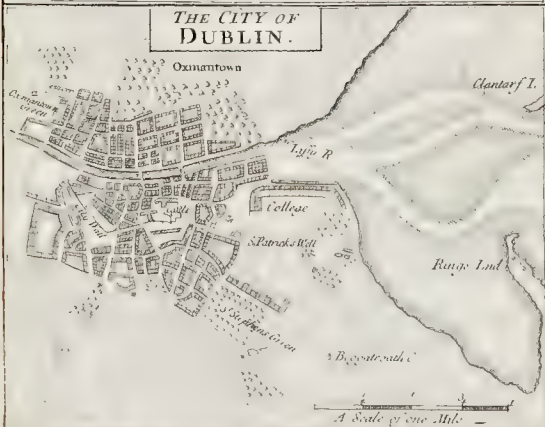 THE CITY OF
DUBLIN.
Oxmantown
Clantarf I.
Oxmantown
Green
Lyffy R
College
S. Patricks Well
Rings End
S. Stephens Green
A Scale of one Mile